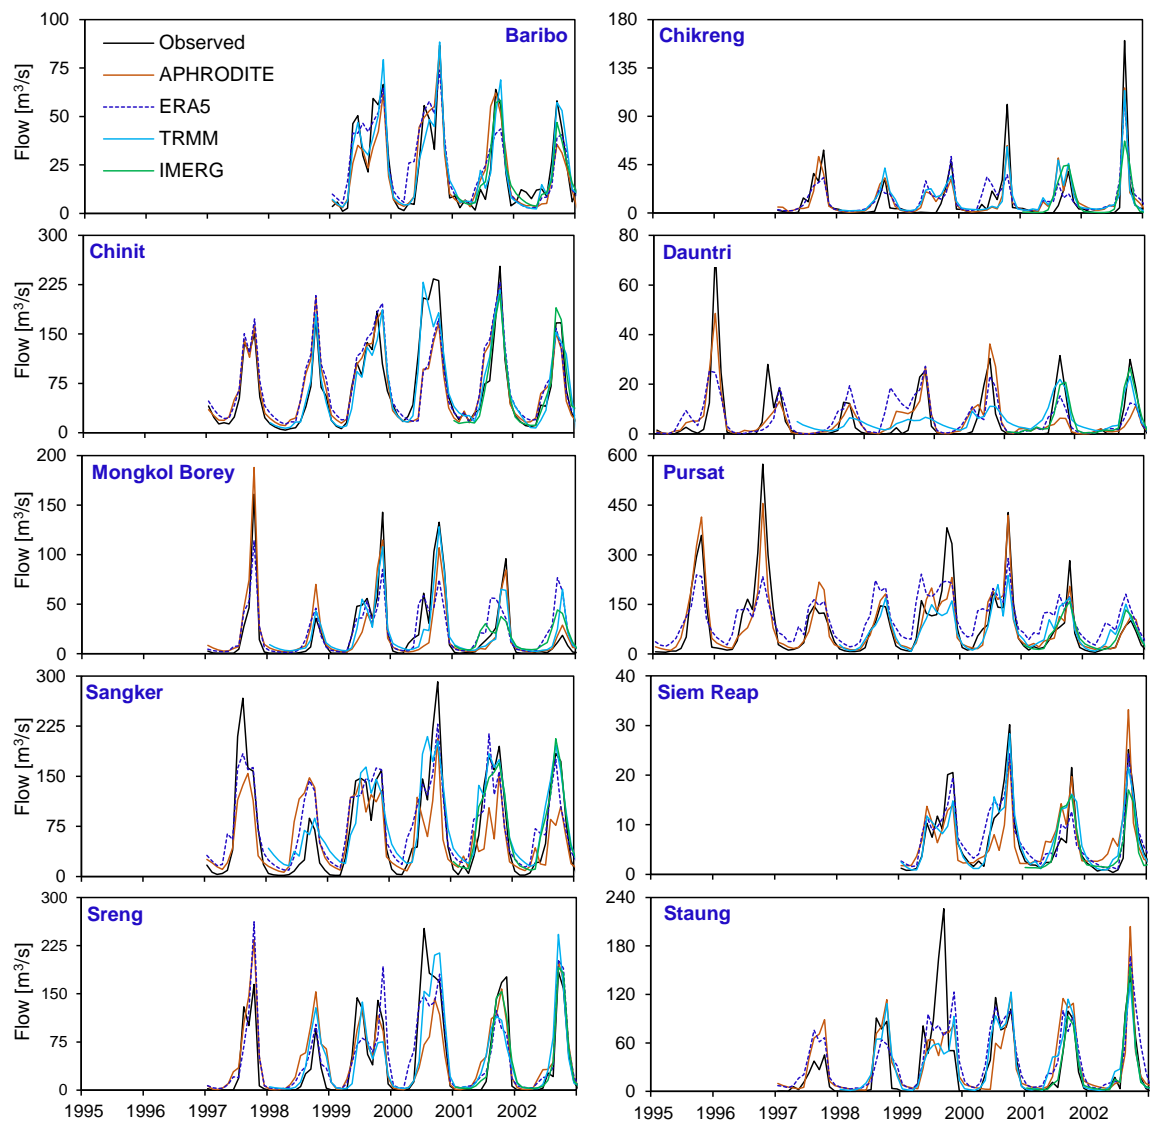 Baribo
Observed
APHRODITE
ERA5
TRMM
IMERG
Flow [m³/s]
100
75
50
25
0
Chikreng
180
135
90
45
0
Chinit
Flow [m³/s]
300
225
150
75
0
Dauntri
80
60
40
20
0
Mongkol Borey
Flow [m³/s]
200
150
100
50
0
Pursat
600
450
300
150
0
Sangker
Flow [m³/s]
300
225
150
75
0
Siem Reap
40
30
20
10
0
Sreng
Flow [m³/s]
300
225
150
75
0
1995 1996 1997 1998 1999 2000 2001 2002
Staung
240
180
120
60
0
1995 1996 1997 1998 1999 2000 2001 2002